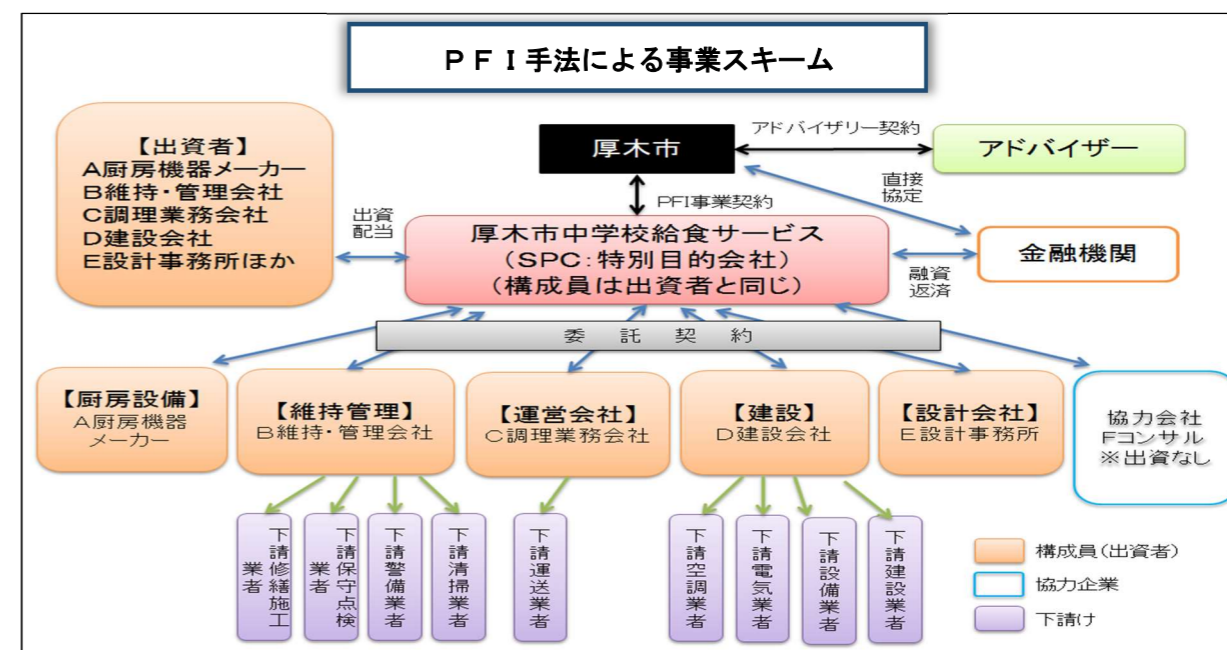 ＰＦＩ手法による事業スキーム
【出資者】
A厨房機器メーカー
B維持・管理会社
C調理業務会社
D建設会社
E設計事務所ほか
厚木市
アドバイザリー契約
アドバイザー
PFI事業契約
直接
協定
出資
配当
厚木市中学校給食サービス
(SPC：特別目的会社)
(構成員は出資者と同じ)
金融機関
融資
返済
委託契約
【厨房設備】
A厨房機器
メーカー
【維持管理】
B維持・管理会社
【運営会社】
C調理業務会社
【建設】
D建設会社
【設計会社】
E設計事務所
協力会社
Fコンサル
※出資なし
下請修繕施工
業者
下請保守点検
業者
下請警備業者
下請清掃業者
下請運送業者
下請空調業者
下請電気業者
下請設備業者
下請建設業者
構成員(出資者)
協力企業
下請け